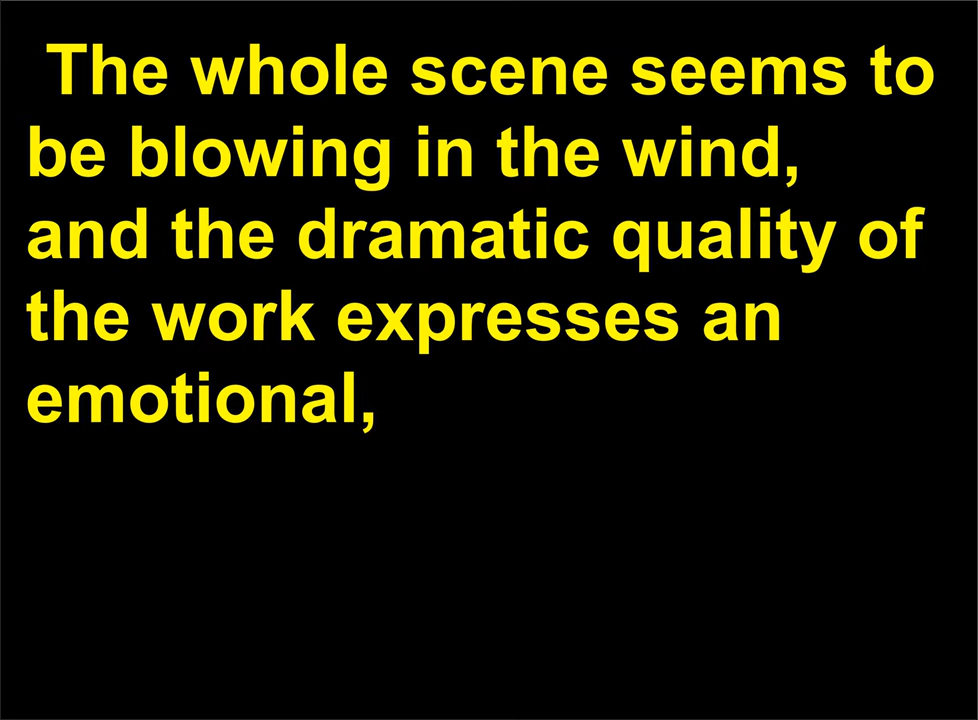 The whole scene seems to
be blowing in the wind,
and the dramatic quality of
the work expresses an
emotional,